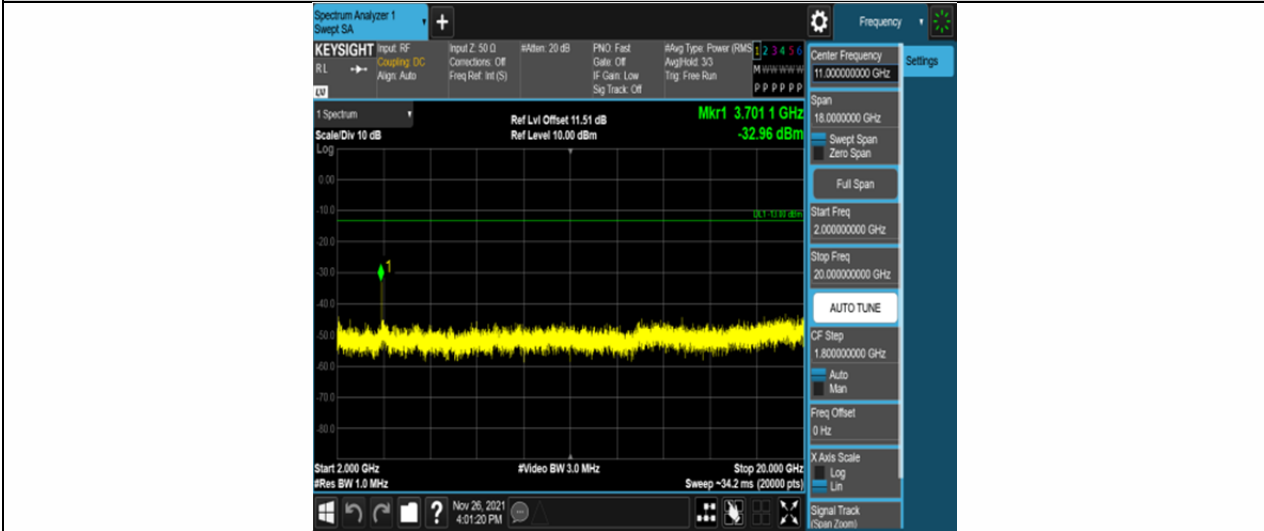 Spectrum Analyzer 1
Swept SA
+
Frequency
KEYSIGHT
Input: RF
Coupling: DC
Align: Auto
RL
LXI
Input Z: 50 Ω
Corrections: Off
Freq Ref: Int (S)
#Atten: 20 dB
PNO: Fast
Gate: Off
IF Gain: Low
Sig Track: Off
#Avg Type: Power (RMS
Avg|Hold: 3/3
Trig: Free Run
1 2 3 4 5 6
M W W W W W
P P P P P P
Center Frequency
11.000000000 GHz
Settings
1 Spectrum
Scale/Div 10 dB
Ref Lvl Offset 11.51 dB
Ref Level 10.00 dBm
Mkr1 3.701 1 GHz
-32.96 dBm
Log
0.00
-10.0
-20.0
-30.0
-40.0
-50.0
-60.0
-70.0
-80.0
DL1 -13.00 dBm
1
Span
18.0000000 GHz
Swept Span
Zero Span
Full Span
Start Freq
2.000000000 GHz
Stop Freq
20.000000000 GHz
AUTO TUNE
CF Step
1.800000000 GHz
Auto
Man
Freq Offset
0 Hz
X Axis Scale
Log
Lin
Signal Track
(Span Zoom)
Start 2.000 GHz
#Res BW 1.0 MHz
#Video BW 3.0 MHz
Stop 20.000 GHz
Sweep ~34.2 ms (20000 pts)
?
Nov 26, 2021
4:01:20 PM